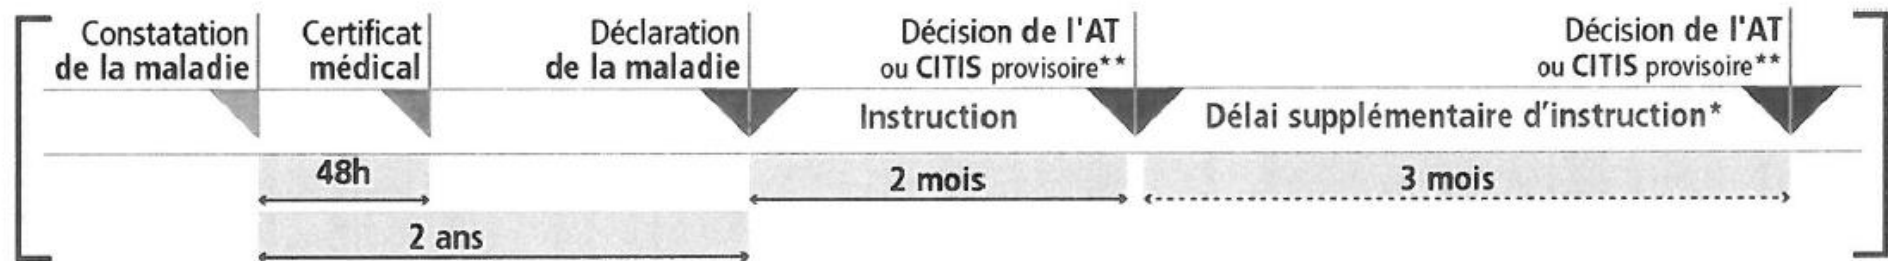 Constatation
de la maladie
Certificat
médical
Déclaration
de la maladie
Décision de l'AT
ou CITIS provisoire**
Décision de l'AT
ou CITIS provisoire**
Instruction
Délai supplémentaire d'instruction*
48h
2 mois
3 mois
2 ans